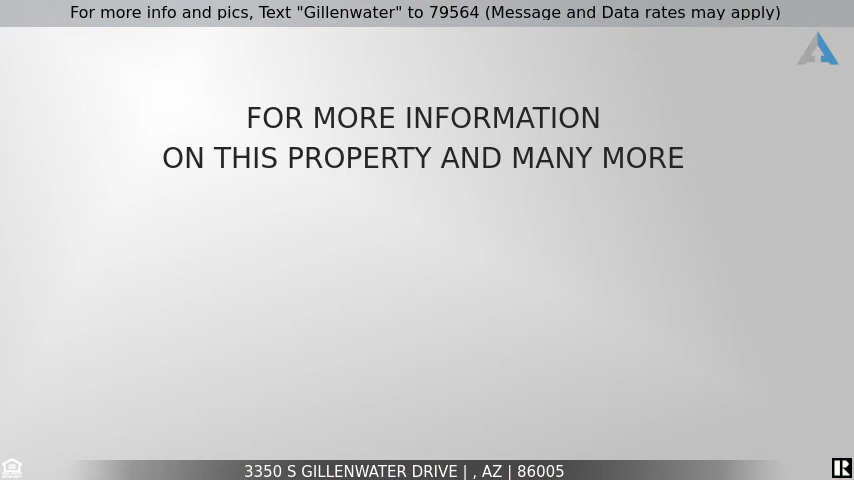 For more info and pics, Text "Gillenwater" to 79564 (Message and Data rates may apply)
FOR MORE INFORMATION
ON THIS PROPERTY AND MANY MORE
3350 S GILLENWATER DRIVE | , AZ | 86005